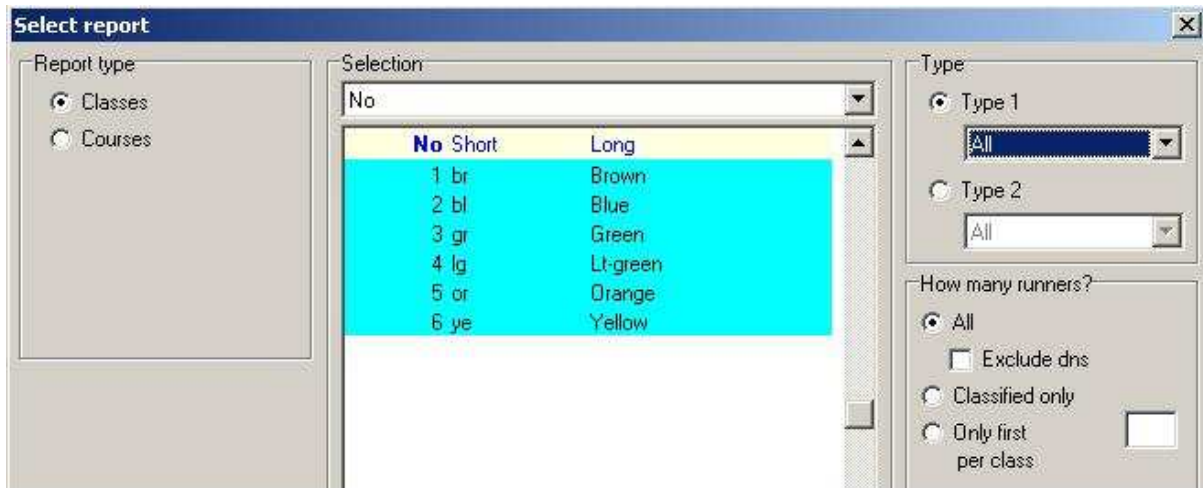 Select report
Report type
Classes
Courses
Selection
No
No Short Long
1 br Brown
2 bl Blue
3 gr Green
4 lg Lt-green
5 or Orange
6 ye Yellow
Type
Type 1
All
Type 2
All
How many runners?
All
Exclude dns
Classified only
Only first
per class